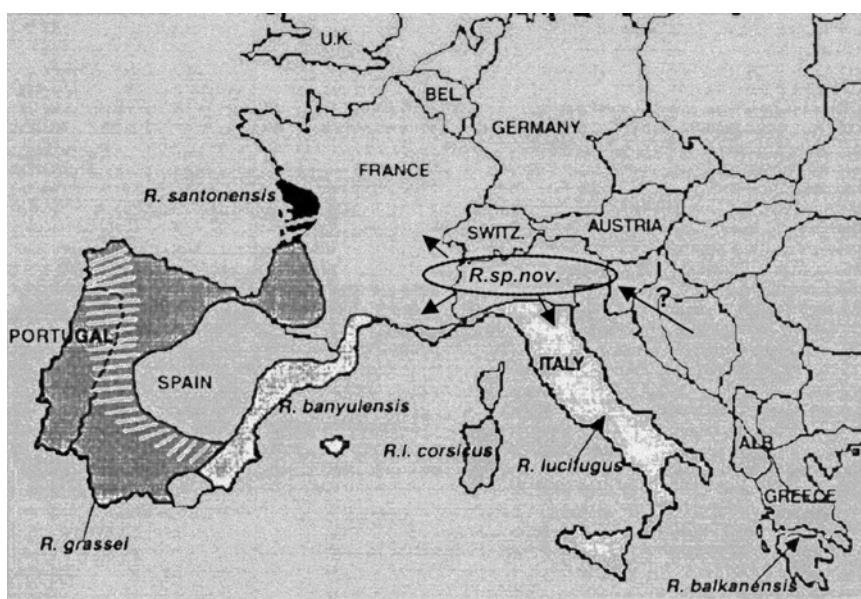 U.K.
BEL.
GERMANY
FRANCE
R. santonensis
SWITZ.
AUSTRIA
R.sp.nov.
?
PORTUGAL
ITALY
SPAIN
R. banyulensis
R.l. corsicus
R. lucifugus
ALB
GREECE
R. grassei
R. balkanensis